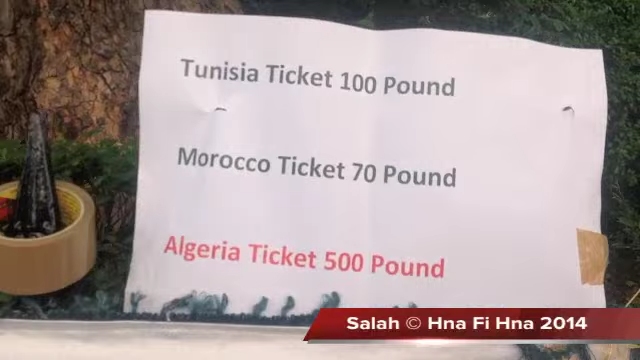 Tunisia Ticket 100 Pound
Morocco Ticket 70 Pound
Algeria Ticket 500 Pound
Salah © Hna Fi Hna 2014